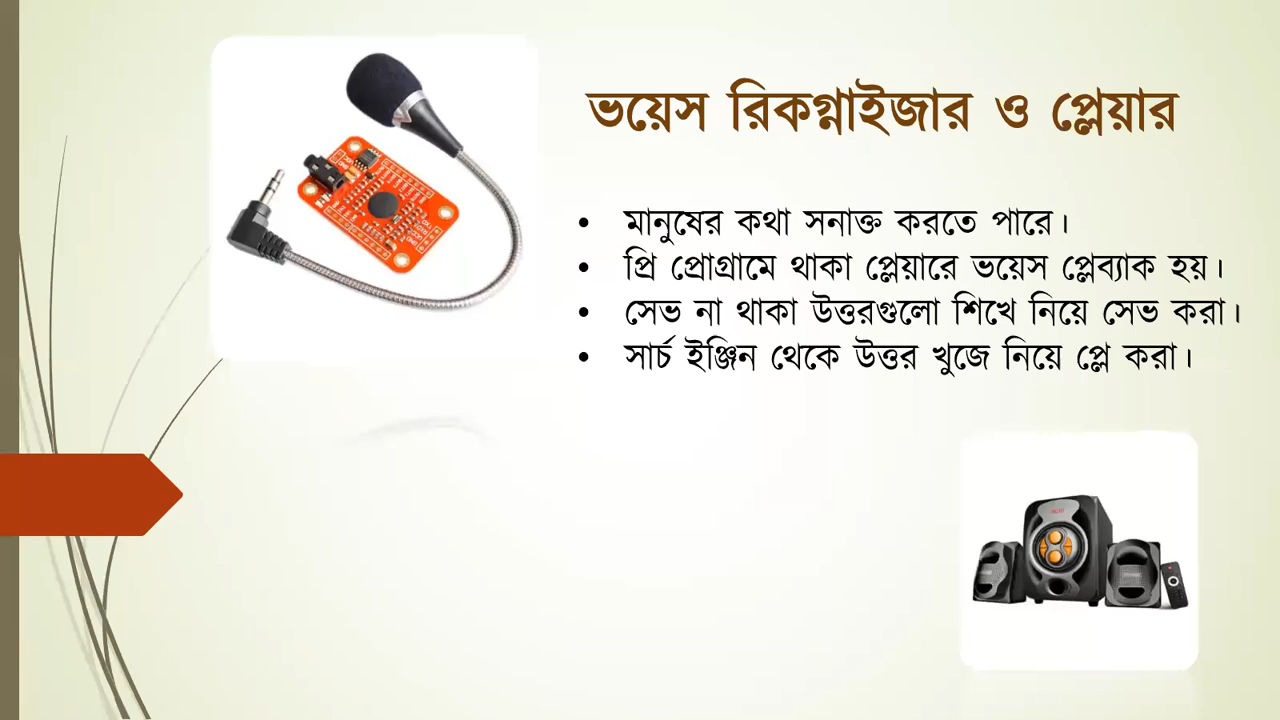 ভয়েস রিকগ্নাইজার ও প্লেয়ার
• মানুষের কথা সনাক্ত করতে পারে।
• প্রি প্রোগ্রামে থাকা প্লেয়ারে ভয়েস প্লেব্যাক হয়।
• সেভ না থাকা উত্তরগুলো শিখে নিয়ে সেভ করা।
• সার্চ ইঞ্জিন থেকে উত্তর খুজে নিয়ে প্লে করা।